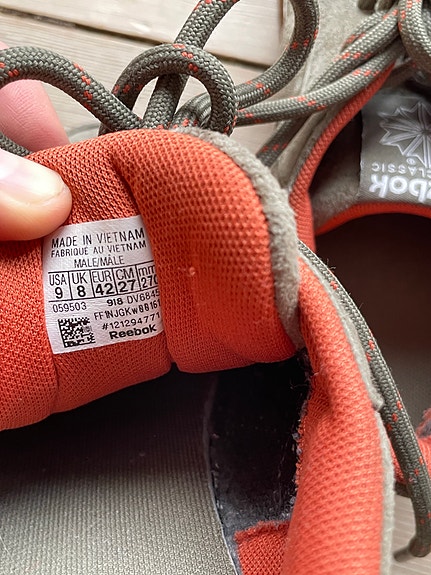 MADE IN VIETNAM
FABRIQUE AU VIETNAM
MALE/MÂLE
USA UK EUR CM mm
9 8 42 27 270
059503 918
#121294771
Reebok
CLASSIC